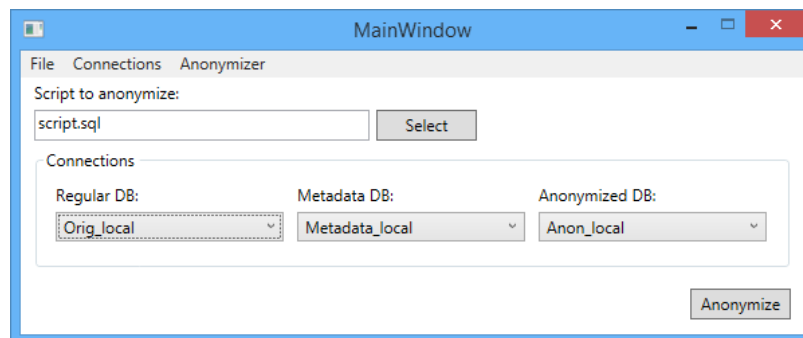 MainWindow
File Connections Anonymizer
Script to anonymize:
script.sql Select
Connections
Regular DB: Metadata DB: Anonymized DB:
Orig_local Metadata_local Anon_local
Anonymize